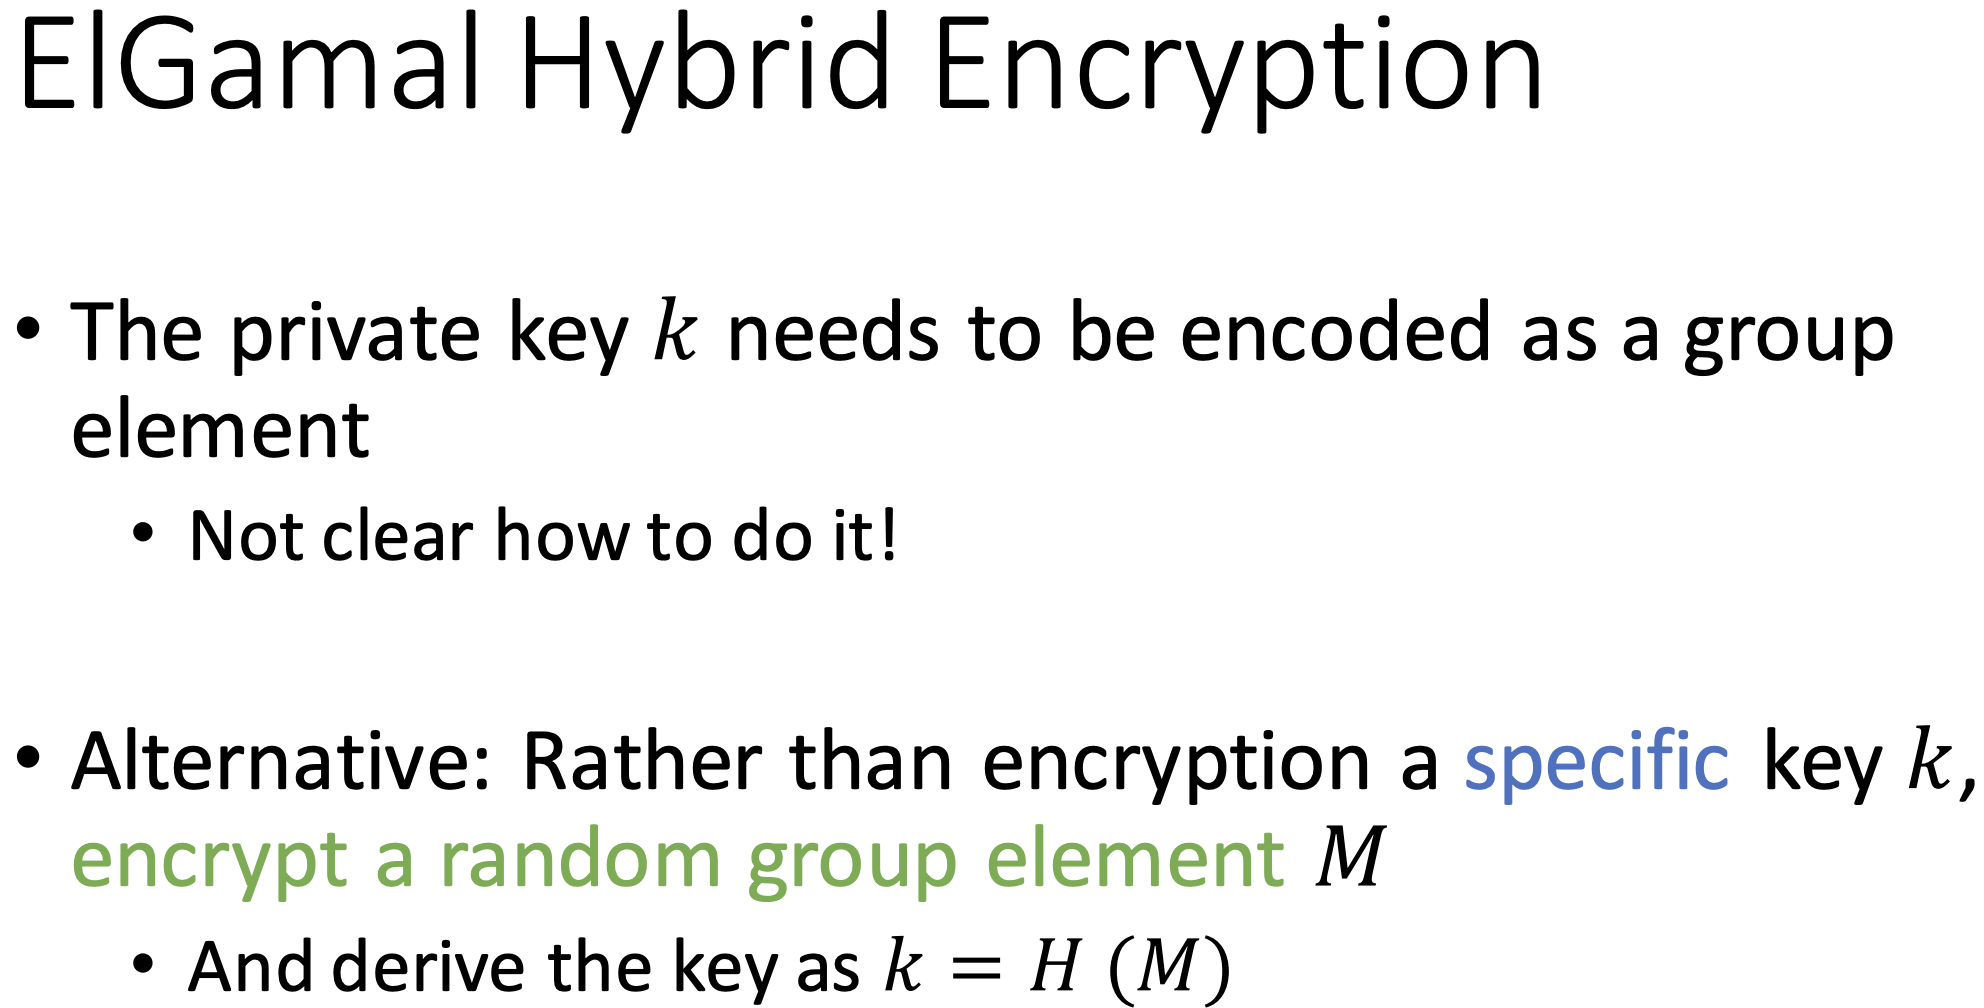 ElGamal Hybrid Encryption
• The private key k needs to be encoded as a group
element
• Not clear how to do it!
• Alternative: Rather than encryption a specific key k,
encrypt a random group element M
• And derive the key as k = H (M)